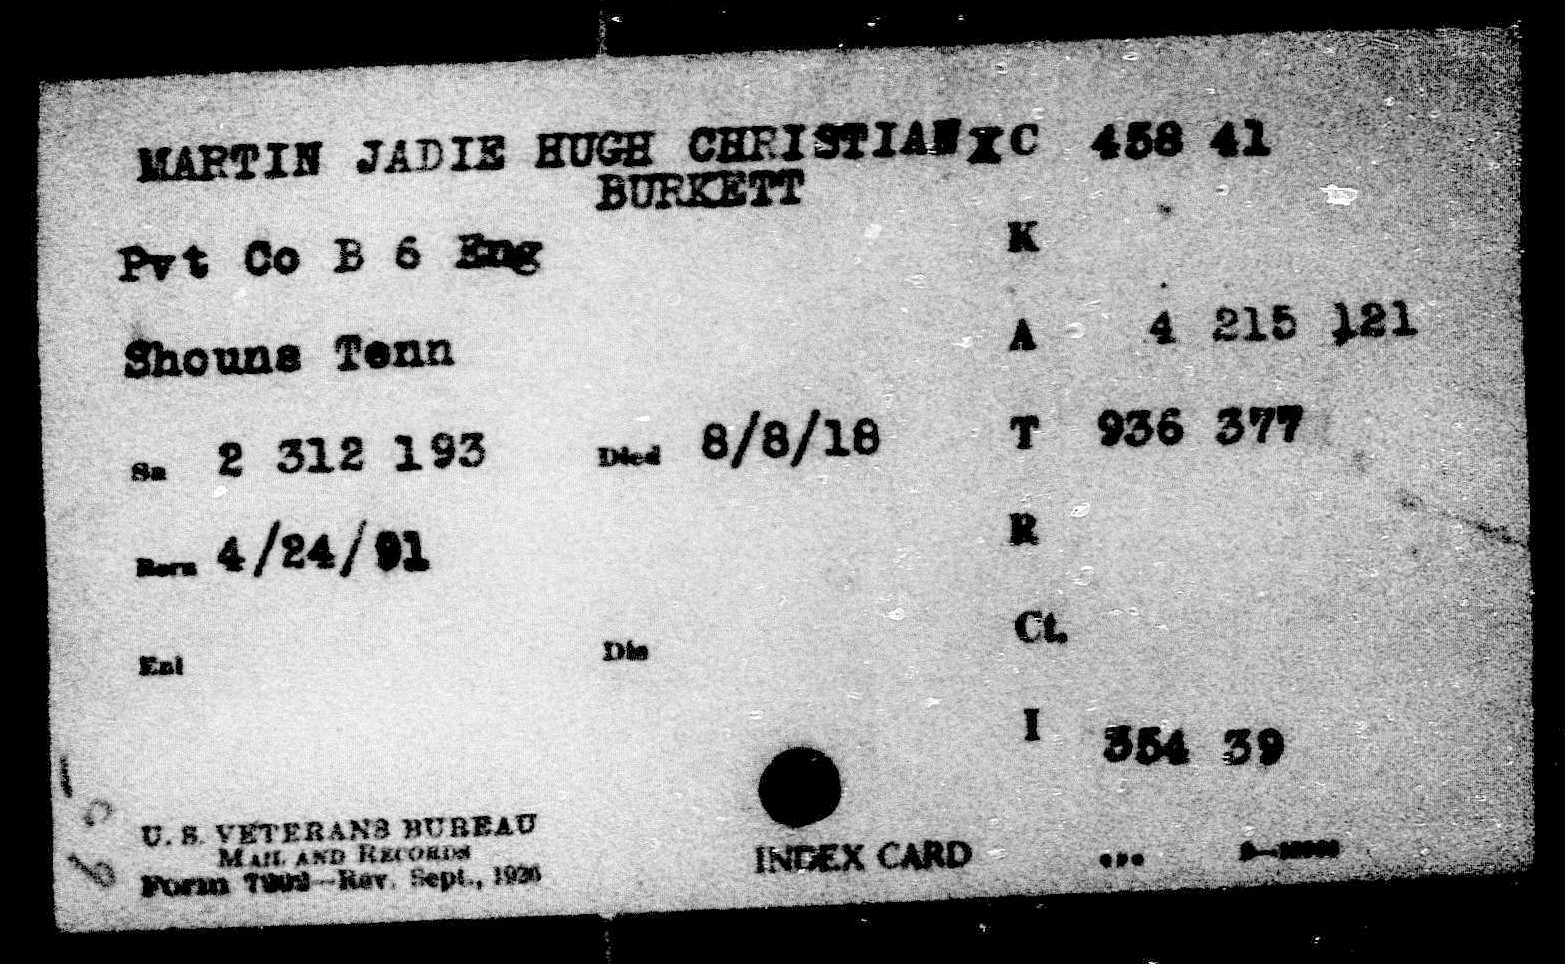 MARTIN JADIE HUGH CHRISTIAN C 458 41
BURKETT
Pvt Co B 6 Eng
K
Shouns Tenn
A 4 215 121
Sn 2 312 193 Died 8/8/18
T 936 377
Born 4/24/91
R
Enl Dis
Ct.
I 354 39
U. S. VETERANS BUREAU
MAIL AND RECORDS
Form —Rev. Sept., 1926
INDEX CARD